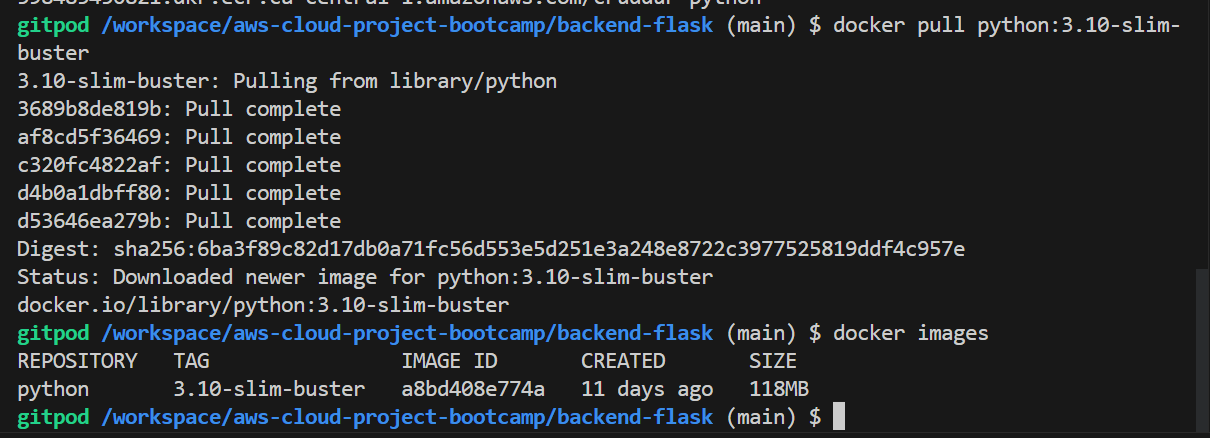 gitpod /workspace/aws-cloud-project-bootcamp/backend-flask (main) $ docker pull python:3.10-slim-
buster
3.10-slim-buster: Pulling from library/python
3689b8de819b: Pull complete
af8cd5f36469: Pull complete
c320fc4822af: Pull complete
d4b0a1dbff80: Pull complete
d53646ea279b: Pull complete
Digest: sha256:6ba3f89c82d17db0a71fc56d553e5d251e3a248e8722c3977525819ddf4c957e
Status: Downloaded newer image for python:3.10-slim-buster
docker.io/library/python:3.10-slim-buster
gitpod /workspace/aws-cloud-project-bootcamp/backend-flask (main) $ docker images
REPOSITORY TAG IMAGE ID CREATED SIZE
python 3.10-slim-buster a8bd408e774a 11 days ago 118MB
gitpod /workspace/aws-cloud-project-bootcamp/backend-flask (main) $